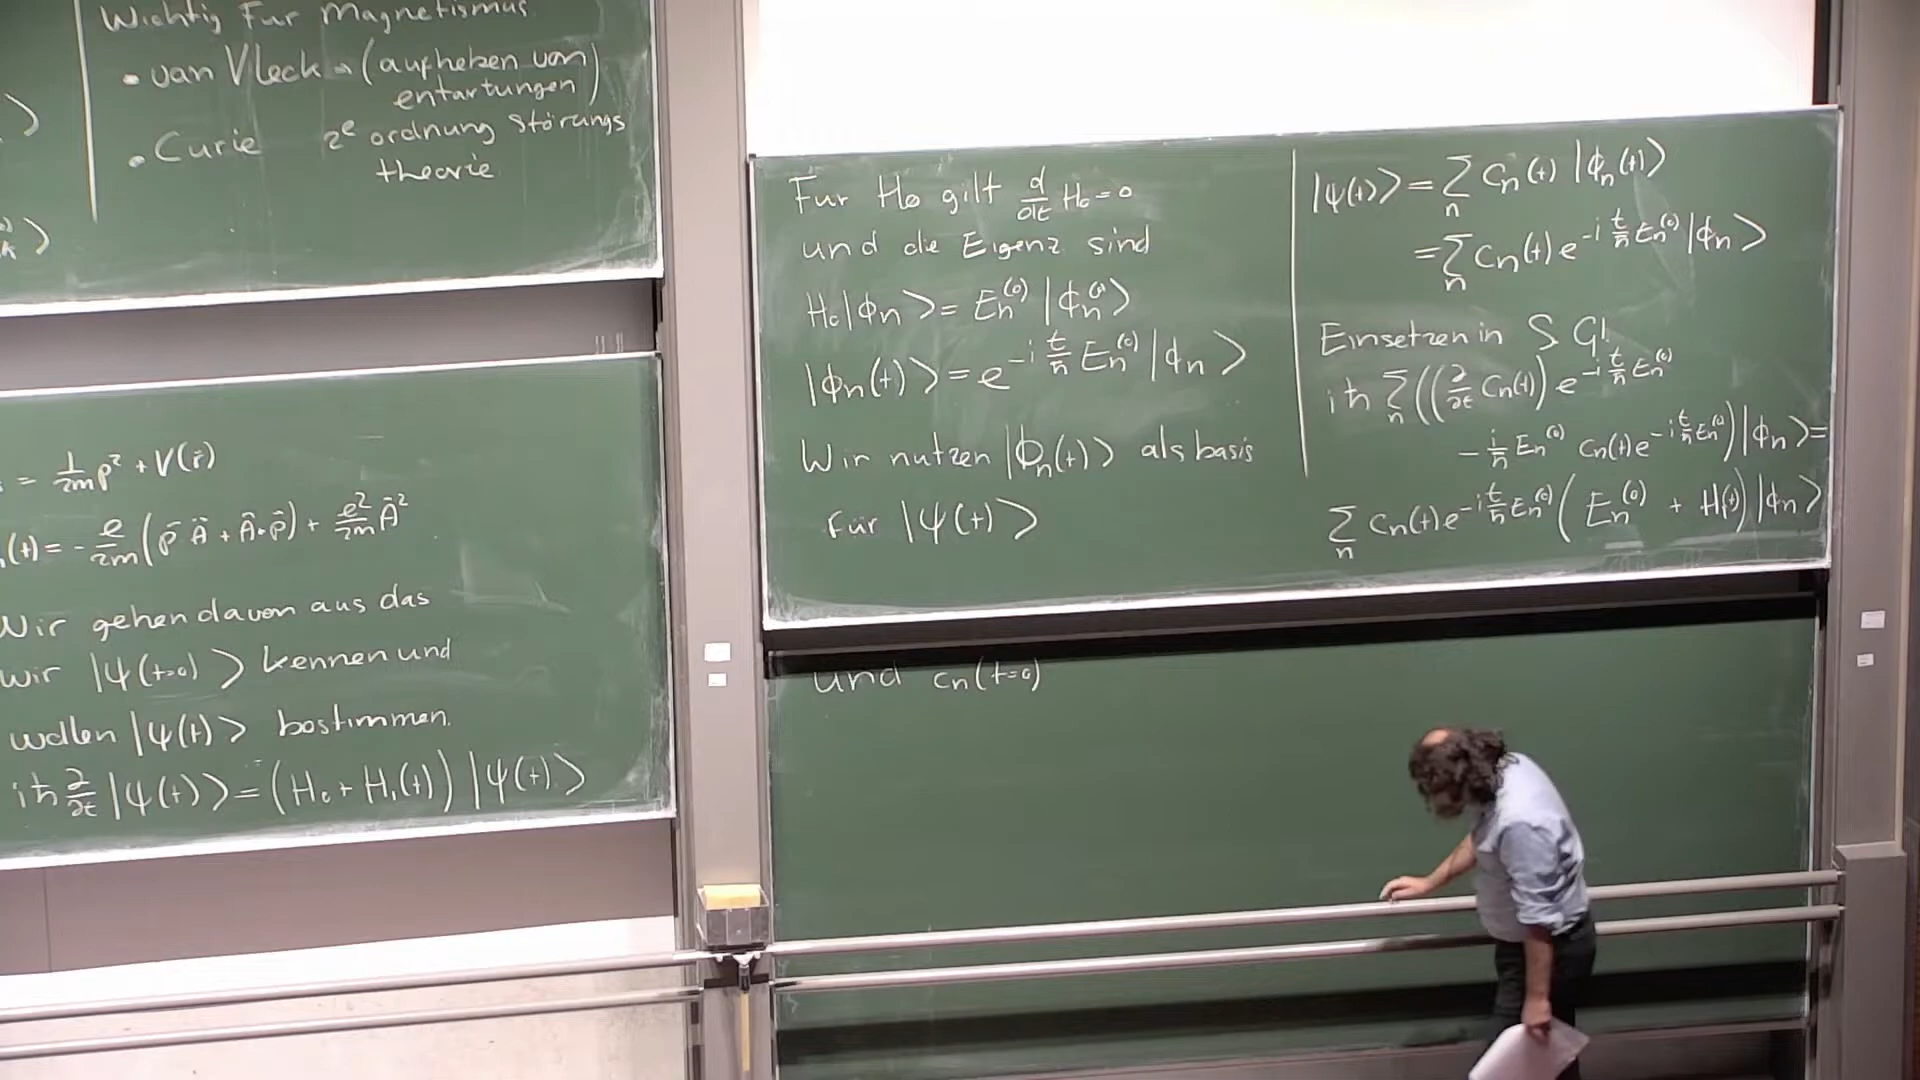 Wichtig Fur Magnetismus
• van Vleck → (aufheben von
entartungen)
• Curie 2e ordnung störungs
theorie
= 1/2m p² + V(r⃗)
(t) = - e/2m (p⃗ A⃗ + A⃗·p⃗) + e²/2m A⃗²
Wir gehen davon aus das
wir |ψ(t=0)> kennen und
wollen |ψ(t)> bestimmen.
iħ ∂/∂t |ψ(t)> = (H₀ + H₁(t)) |ψ(t)>
Fur H₀ gilt d/dt H₀ = 0
und die Eigenz sind
H₀|ϕn> = En⁽⁰⁾ |ϕn⁽⁰⁾>
|ϕn(t)> = e^{-i t/ħ En⁽⁰⁾} |ϕn>
Wir nutzen |ϕn(t)> als basis
für |ψ(t)>
|ψ(t)> = Σn Cn(t) |ϕn(t)>
= Σn Cn(t) e^{-i t/ħ En⁽⁰⁾} |ϕn>
Einsetzen in S G!
iħ Σn ((∂/∂t Cn(t)) e^{-i t/ħ En⁽⁰⁾}
- i/ħ En⁽⁰⁾ Cn(t) e^{-i t/ħ En⁽⁰⁾}) |ϕn> =
Σn Cn(t) e^{-i t/ħ En⁽⁰⁾} (En⁽⁰⁾ + H₁(t)) |ϕn>
und cn(t=0)